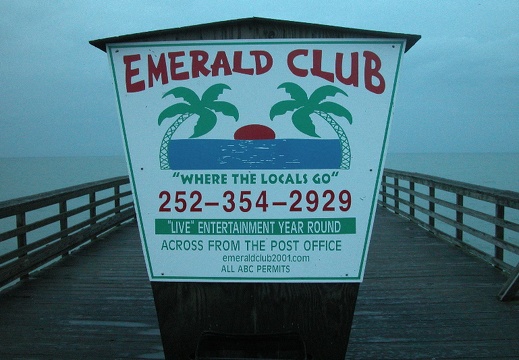 EMERALD CLUB
"WHERE THE LOCALS GO"
252-354-2929
"LIVE" ENTERTAINMENT YEAR ROUND
ACROSS FROM THE POST OFFICE
emeraldclub2001.com
ALL ABC PERMITS